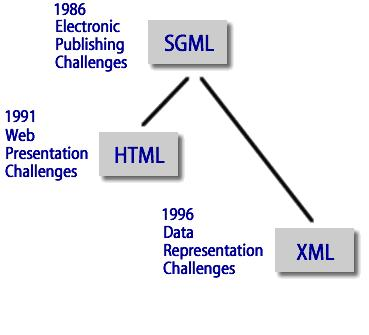 1986
Electronic
Publishing
Challenges
SGML
1991
Web
Presentation
Challenges
HTML
1996
Data
Representation
Challenges
XML